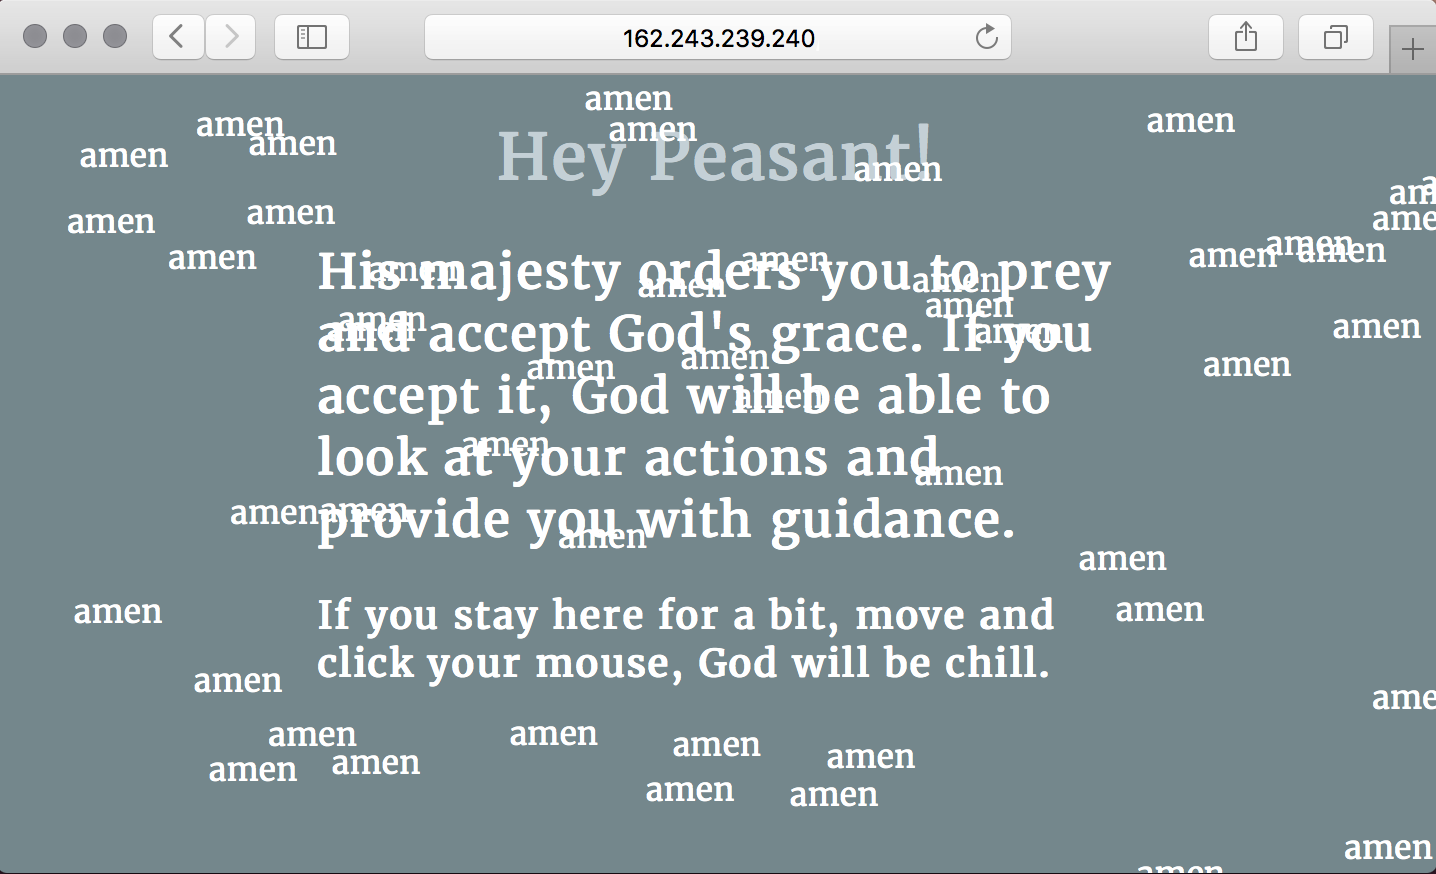 162.243.239.240
amen
amen
amen
amen
amen
amen
amen
Hey Peasant!
amen
am
a
ame
amen
amen
amen
amen
amen
amen
amen
His majesty orders you to prey
amen
amen
amen
amen
amen
amen
amen
and accept God's grace. If you
amen
amen
amen
amen
amen
amen
accept it, God will be able to
amen
amen
look at your actions and
amen
amen
amen
provide you with guidance.
amen
amen
amen
If you stay here for a bit, move and
amen
click your mouse, God will be chill.
amen
ame
amen
amen
amen
amen
amen
amen
amen
amen
amen
amen